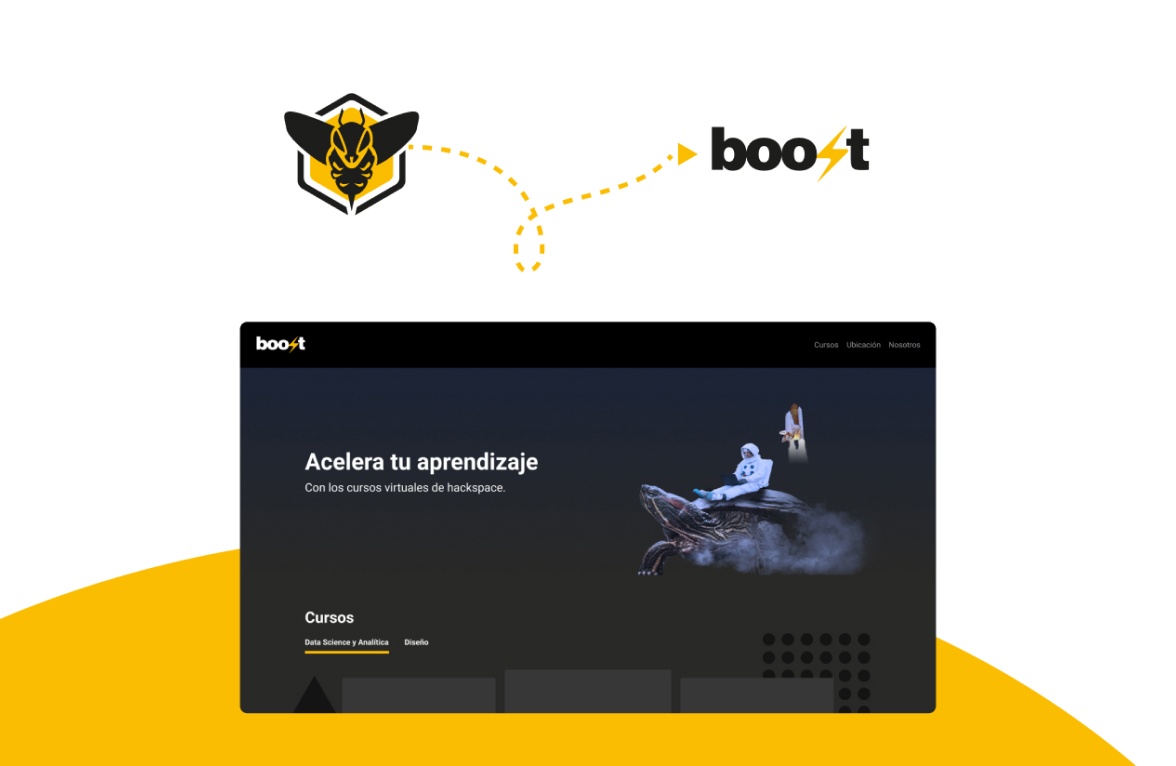 boost
boost
Cursos Ubicación Nosotros
Acelera tu aprendizaje
Con los cursos virtuales de hackspace.
Cursos
Data Science y Analítica Diseño